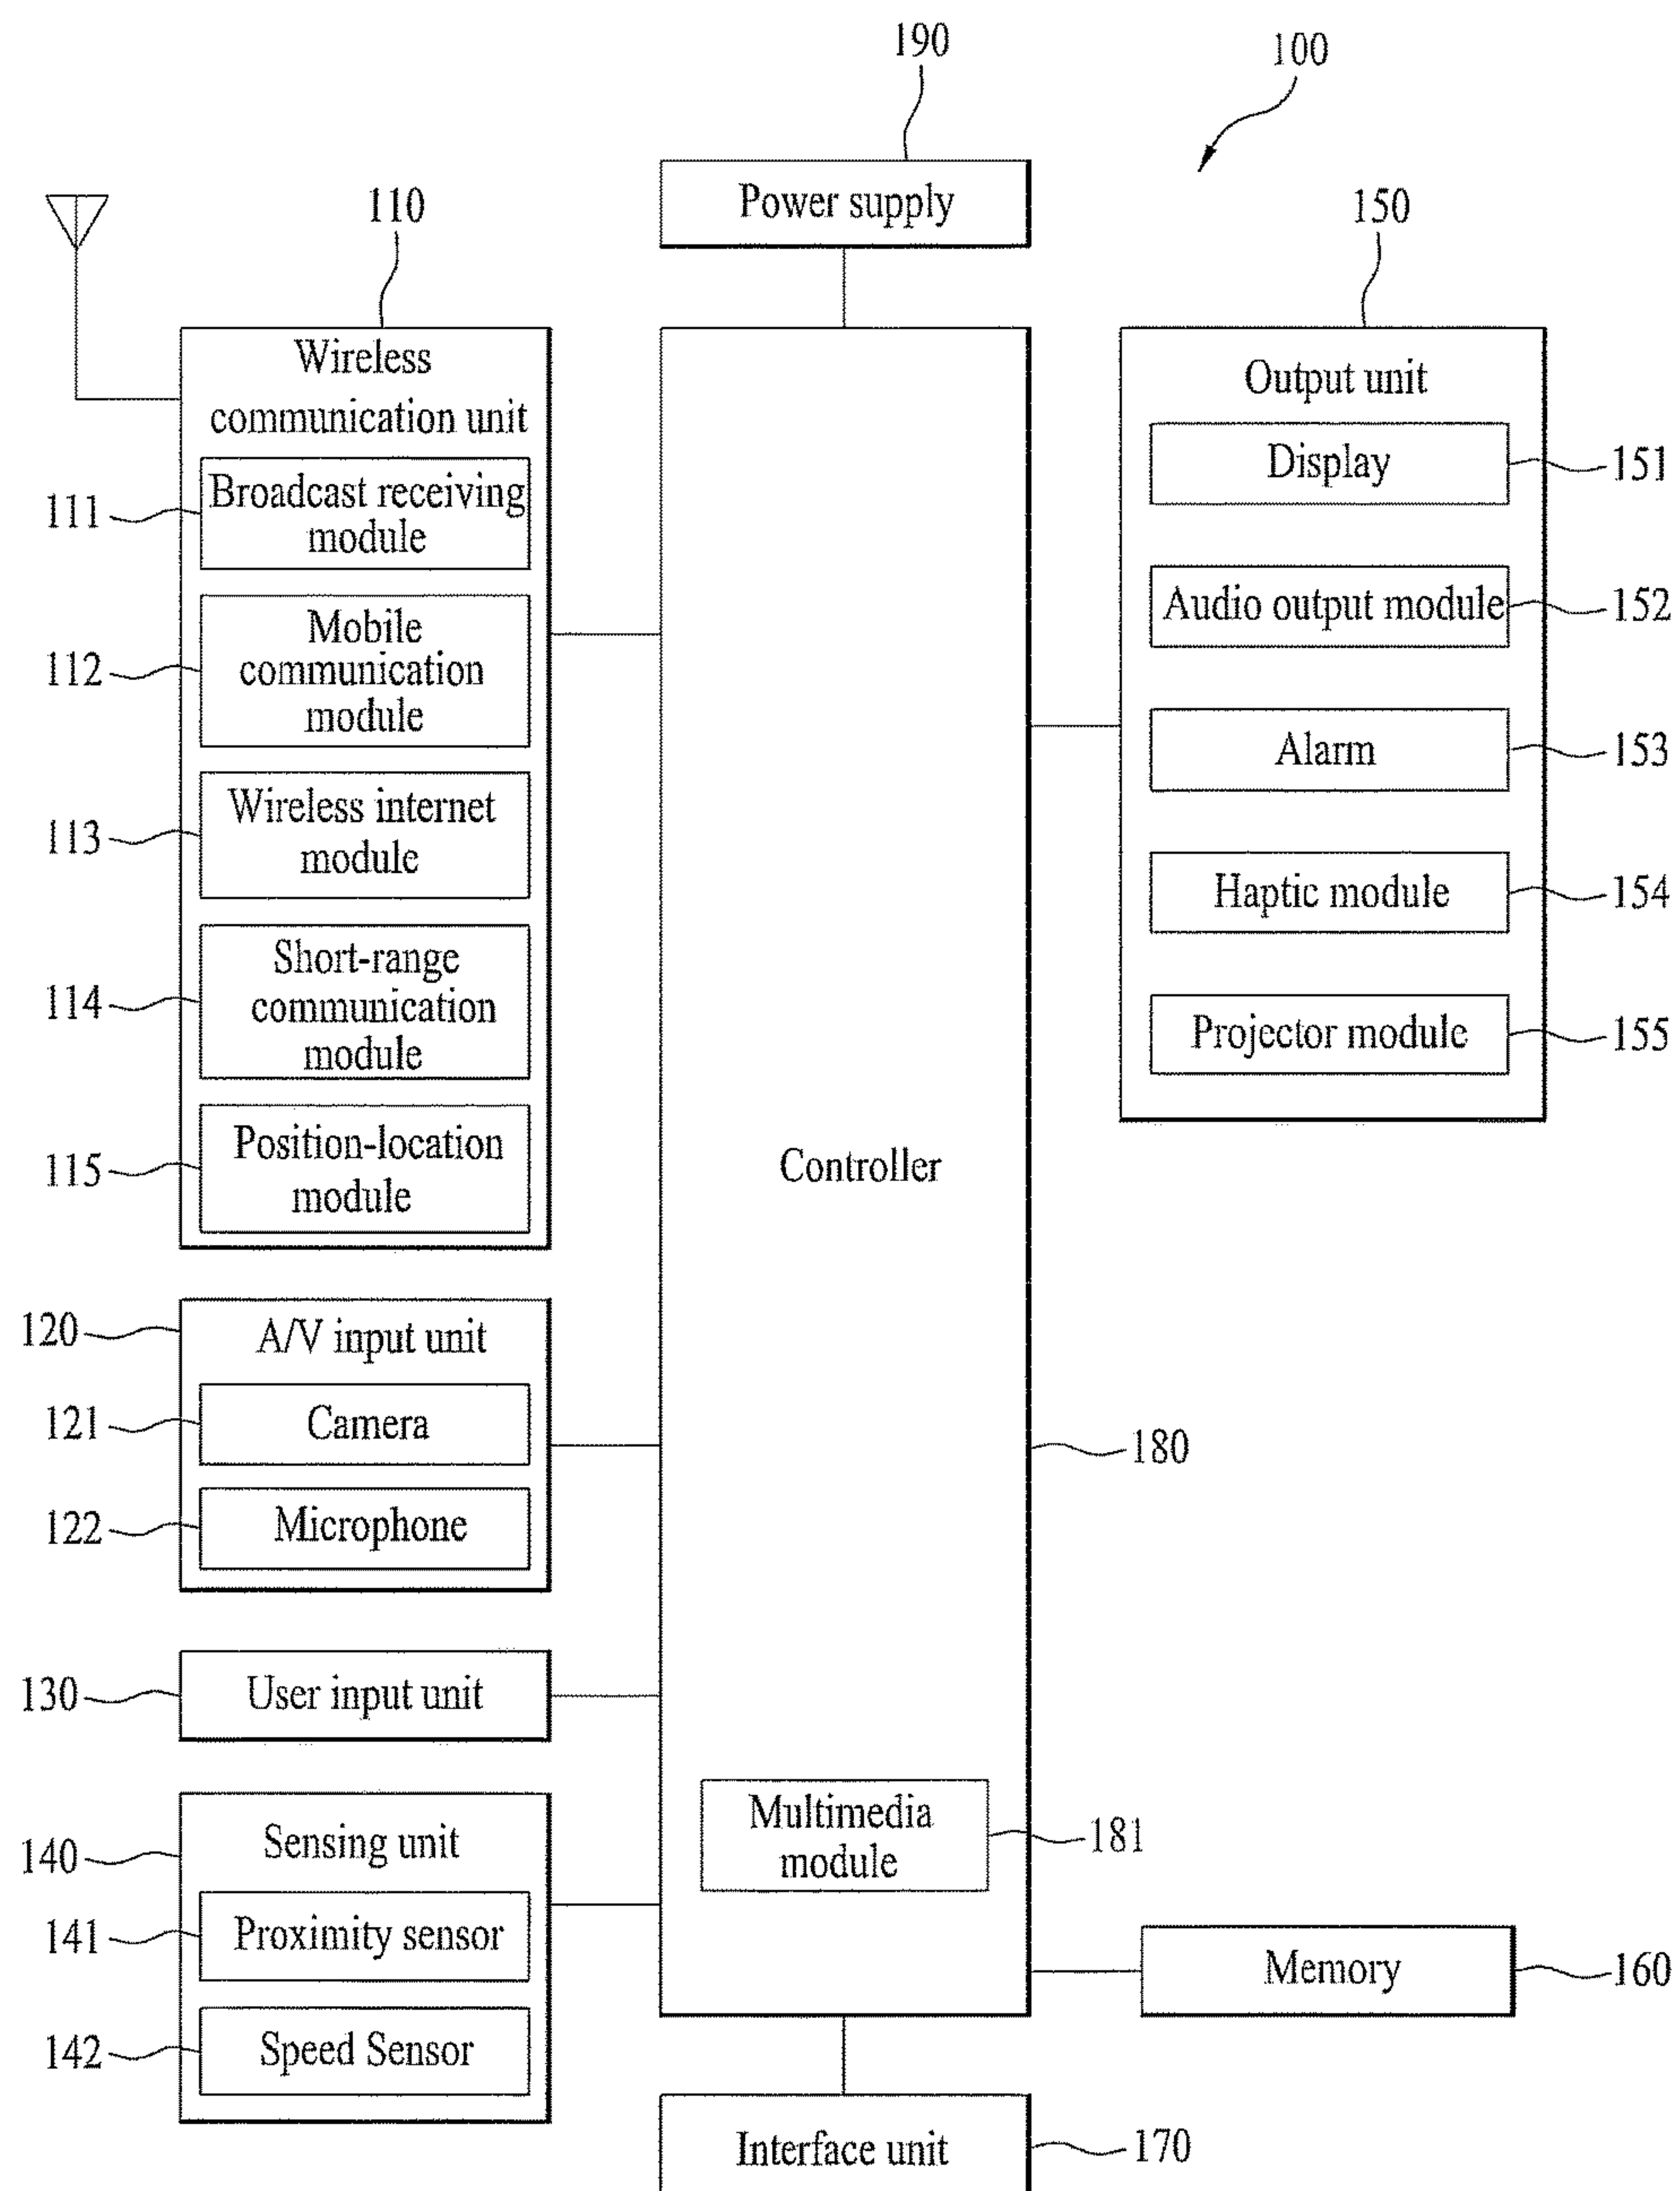 190
100
Power supply
110
150
Wireless
communication unit
111
Broadcast receiving
module
112
Mobile
communication
module
113
Wireless internet
module
114
Short-range
communication
module
115
Position-location
module
120
A/V input unit
121
Camera
122
Microphone
130
User input unit
140
Sensing unit
141
Proximity sensor
142
Speed Sensor
Controller
180
Multimedia
module
181
Output unit
Display
151
Audio output module
152
Alarm
153
Haptic module
154
Projector module
155
Memory
160
Interface unit
170